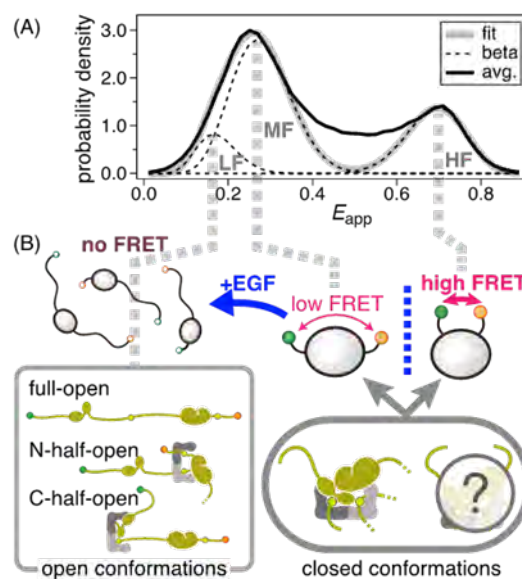 (A)
probability density
3.0
2.0
1.0
0.0
LF
MF
HF
fit
beta
avg.
0.0
0.2
0.4
0.6
0.8
E_app
(B)
no FRET
+EGF
low FRET
high FRET
full-open
N-half-open
C-half-open
open conformations
?
closed conformations